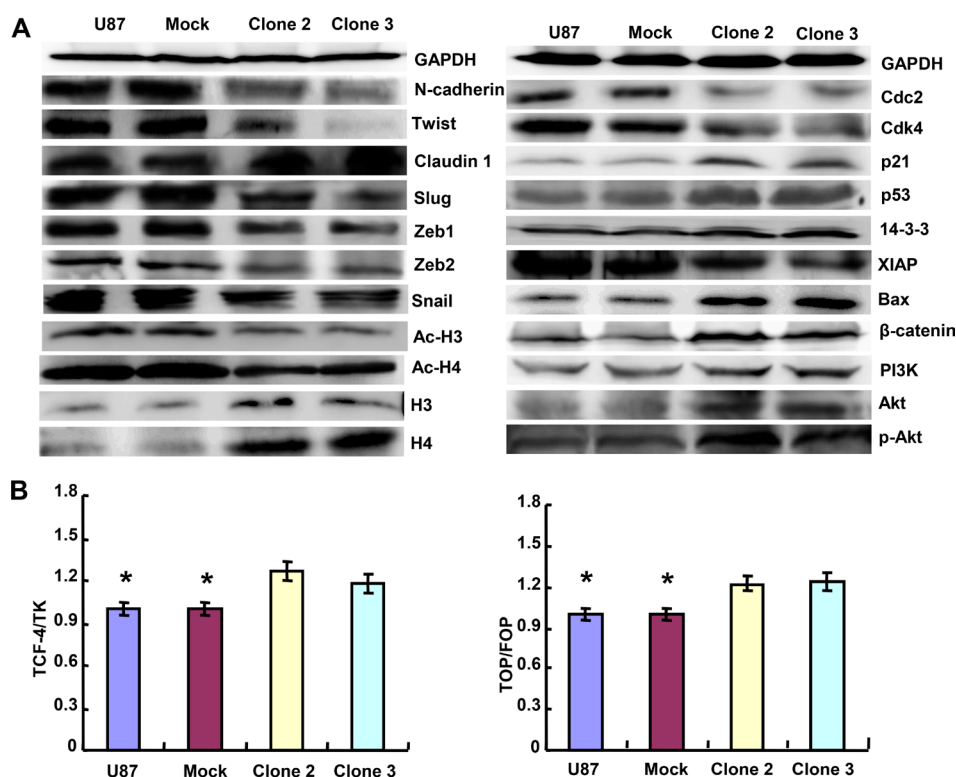 A
U87 Mock Clone 2 Clone 3
GAPDH
N-cadherin
Twist
Claudin 1
Slug
Zeb1
Zeb2
Snail
Ac-H3
Ac-H4
H3
H4
U87 Mock Clone 2 Clone 3
GAPDH
Cdc2
Cdk4
p21
p53
14-3-3
XIAP
Bax
β-catenin
PI3K
Akt
p-Akt
B
TCF-4/TK
1.8
1.5
1.2
0.9
0.6
0.3
0
* *
U87 Mock Clone 2 Clone 3
TOP/FOP
1.8
1.5
1.2
0.9
0.6
0.3
0
* *
U87 Mock Clone 2 Clone 3